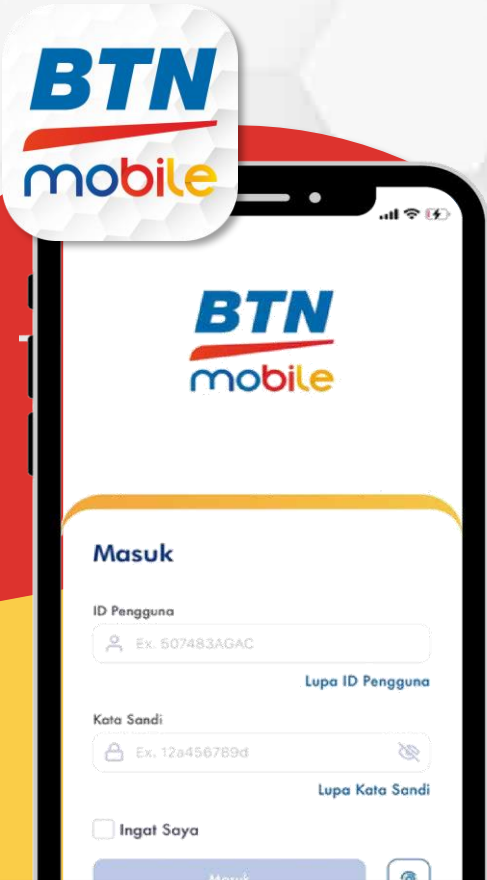 BTN
mobile
BTN
mobile
Masuk
ID Pengguna
Ex. 507483AGAC
Lupa ID Pengguna
Kata Sandi
Ex. 12a456789d
Lupa Kata Sandi
Ingat Saya
Masuk